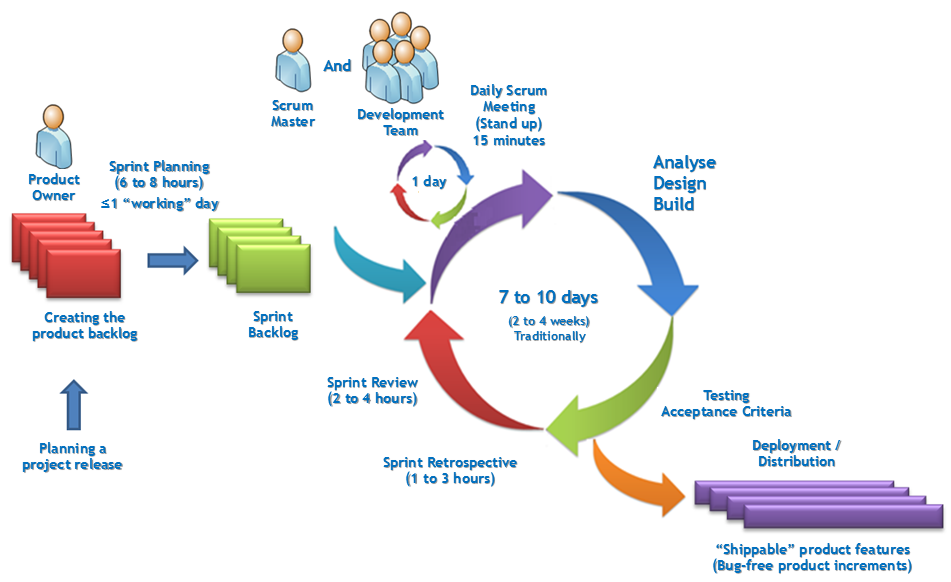 And
Scrum
Master
Development
Team
Daily Scrum
Meeting
(Stand up)
15 minutes
Product
Owner
Sprint Planning
(6 to 8 hours)
≤1 “working” day
1 day
Analyse
Design
Build
7 to 10 days
(2 to 4 weeks)
Traditionally
Creating the
product backlog
Sprint
Backlog
Sprint Review
(2 to 4 hours)
Testing
Acceptance Criteria
Planning a
project release
Sprint Retrospective
(1 to 3 hours)
Deployment /
Distribution
“Shippable” product features
(Bug-free product increments)